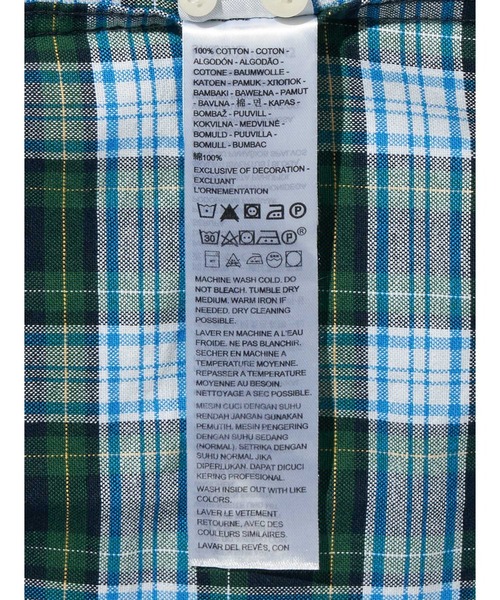 100% COTTON - COTON -
ALGODÓN - ALGODÃO -
COTONE - BAUMWOLLE -
KATOEN - PAMUK - ХЛОПОК -
BAMBAKI - BAWEŁNA - PAMUT
- BAVLNA - 棉 - 면 - KAPAS -
BOMBAŽ - PUUVILL -
KOKVILNA - MEDVILNĖ -
BOMULD - PUUVILLA -
BOMULL - BUMBAC
綿100%
EXCLUSIVE OF DECORATION -
EXCLUANT
L'ORNEMENTATION
P
30 P®
MACHINE WASH COLD. DO
NOT BLEACH. TUMBLE DRY
MEDIUM. WARM IRON IF
NEEDED. DRY CLEANING
POSSIBLE.
LAVER EN MACHINE A L'EAU
FROIDE. NE PAS BLANCHIR.
SECHER EN MACHINE A
TEMPERATURE MOYENNE.
REPASSER A TEMPERATURE
MOYENNE AU BESOIN.
NETTOYAGE A SEC POSSIBLE.
MESIN CUCI DENGAN SUHU
RENDAH JANGAN GUNAKAN
PEMUTIH. MESIN PENGERING
DENGAN SUHU SEDANG
(NORMAL). SETRIKA DENGAN
SUHU NORMAL JIKA
DIPERLUKAN. DAPAT DICUCI
KERING PROFESIONAL.
WASH INSIDE OUT WITH LIKE
COLORS.
LAVER LE VETEMENT
RETOURNE, AVEC DES
COULEURS SIMILAIRES.
LAVAR DEL REVÉS, CON